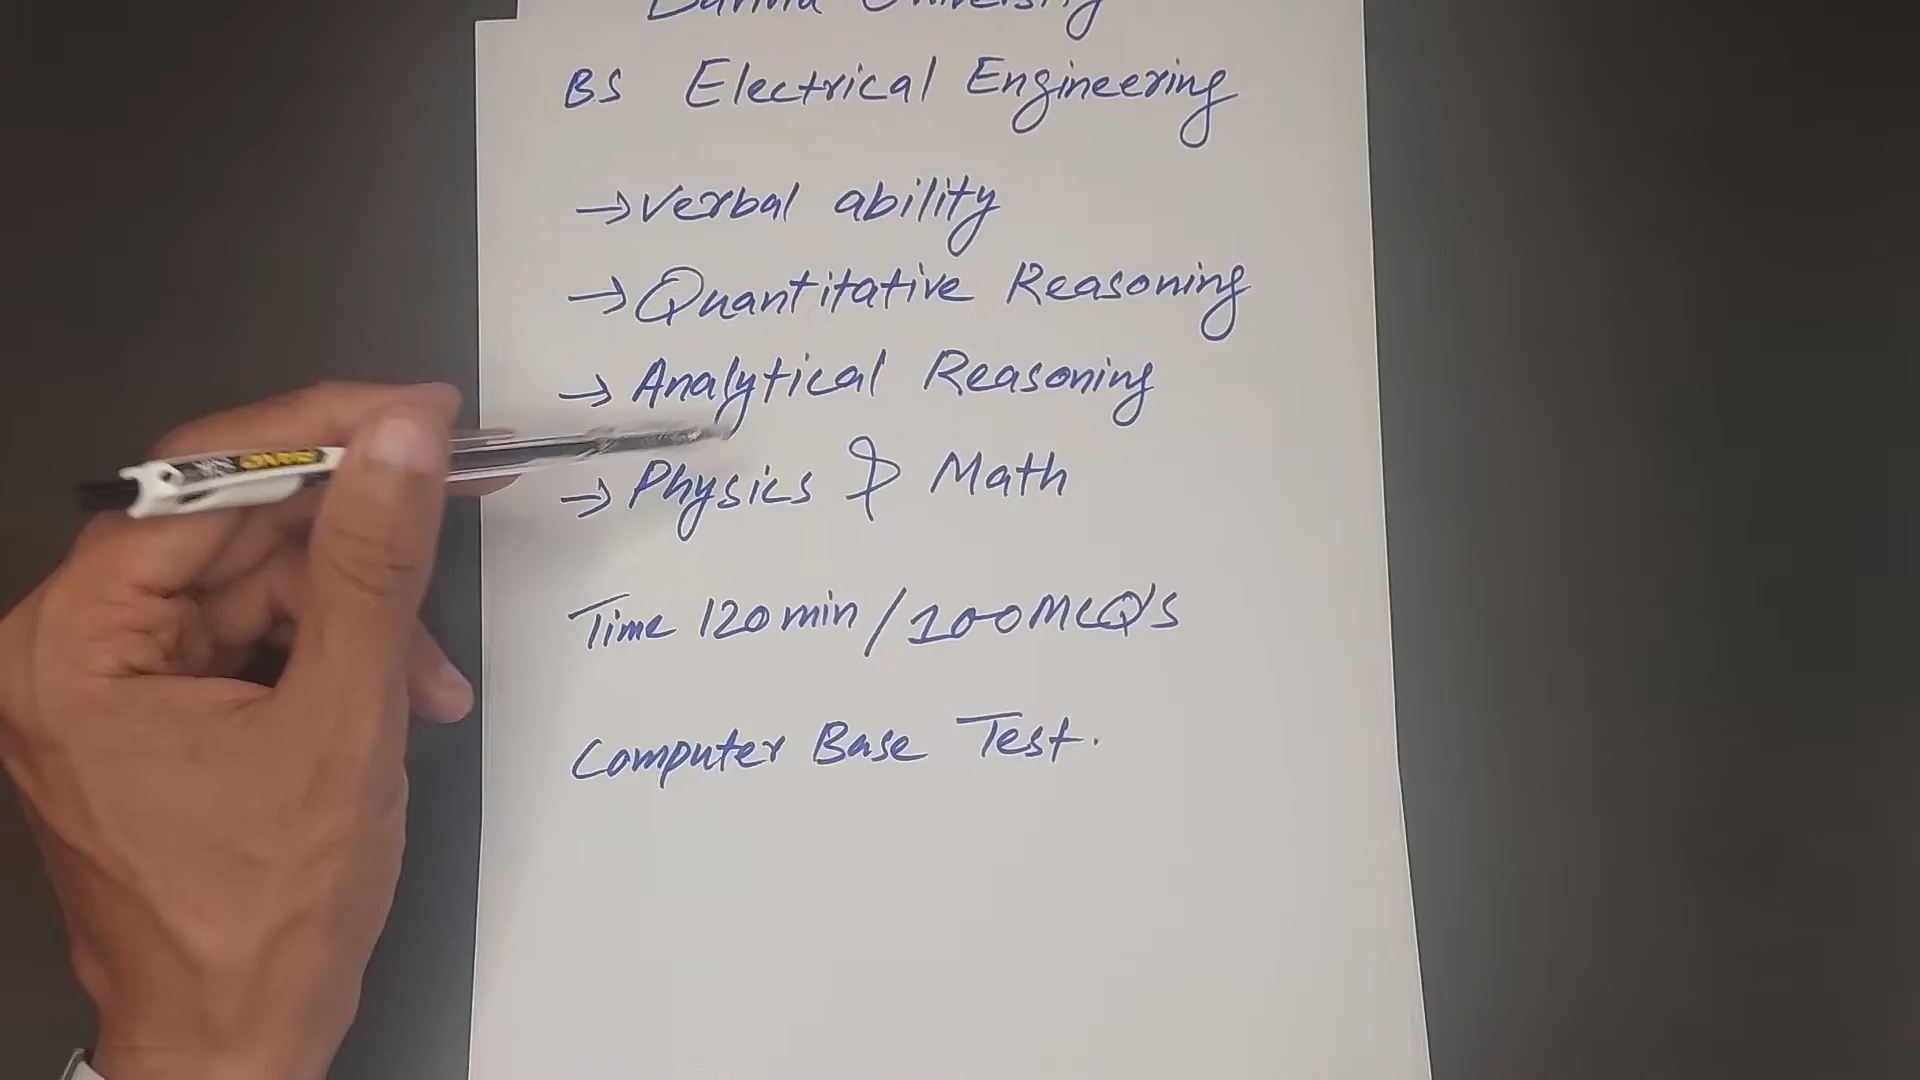 University
BS Electrical Engineering
→ Verbal ability
→ Quantitative Reasoning
→ Analytical Reasoning
→ Physics & Math
Time 120 min / 100 MCQ's
Computer Base Test.